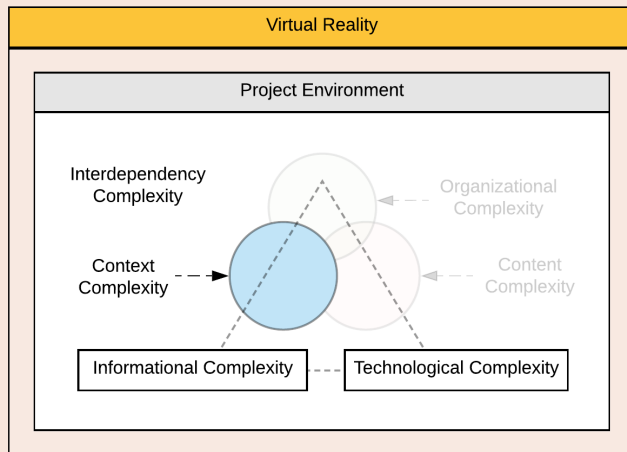 Virtual Reality
Project Environment
Interdependency
Complexity
Organizational
Complexity
Context
Complexity
Content
Complexity
Informational Complexity
Technological Complexity